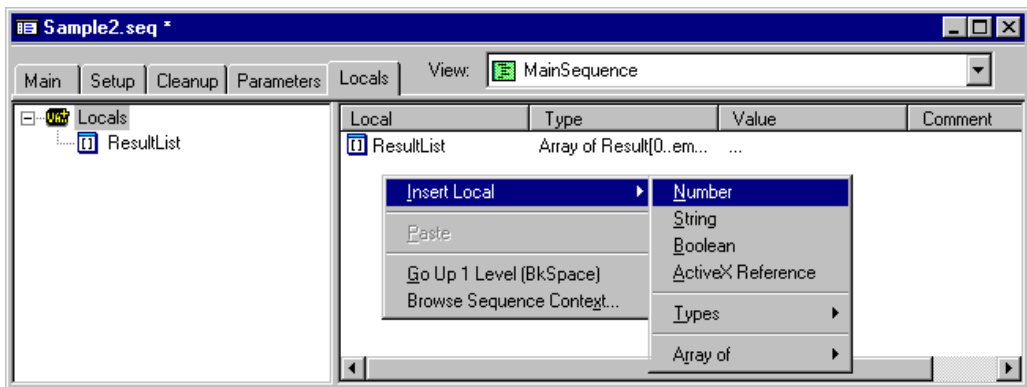 Sample2.seq *
Main Setup Cleanup Parameters Locals View: MainSequence
Locals
ResultList
Local Type Value Comment
ResultList Array of Result[0..em... ...
Insert Local
Paste
Go Up 1 Level (BkSpace)
Browse Sequence Context...
Number
String
Boolean
ActiveX Reference
Types
Array of